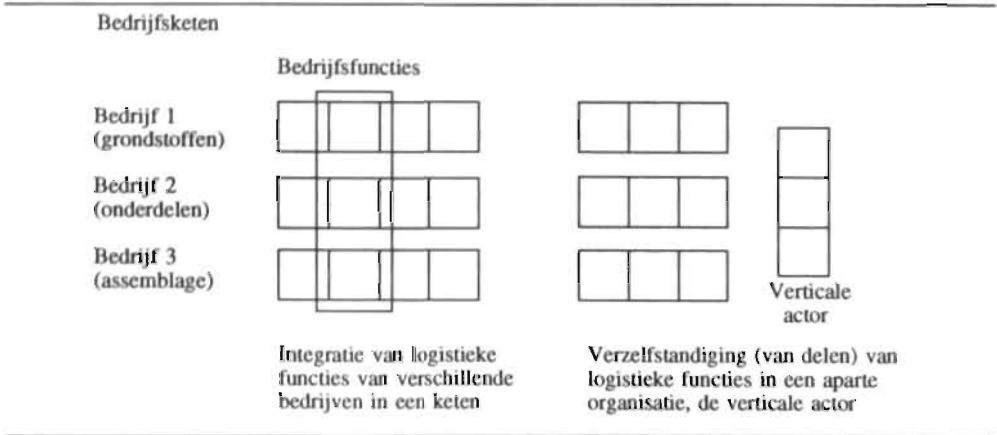 Bedrijfsketen
Bedrijfsfuncties
Bedrijf 1
(grondstoffen)
Bedrijf 2
(onderdelen)
Bedrijf 3
(assemblage)
Verticale
actor
Integratie van logistieke
functies van verschillende
bedrijven in een keten
Verzelfstandiging (van delen) van
logistieke functies in een aparte
organisatie, de verticale actor